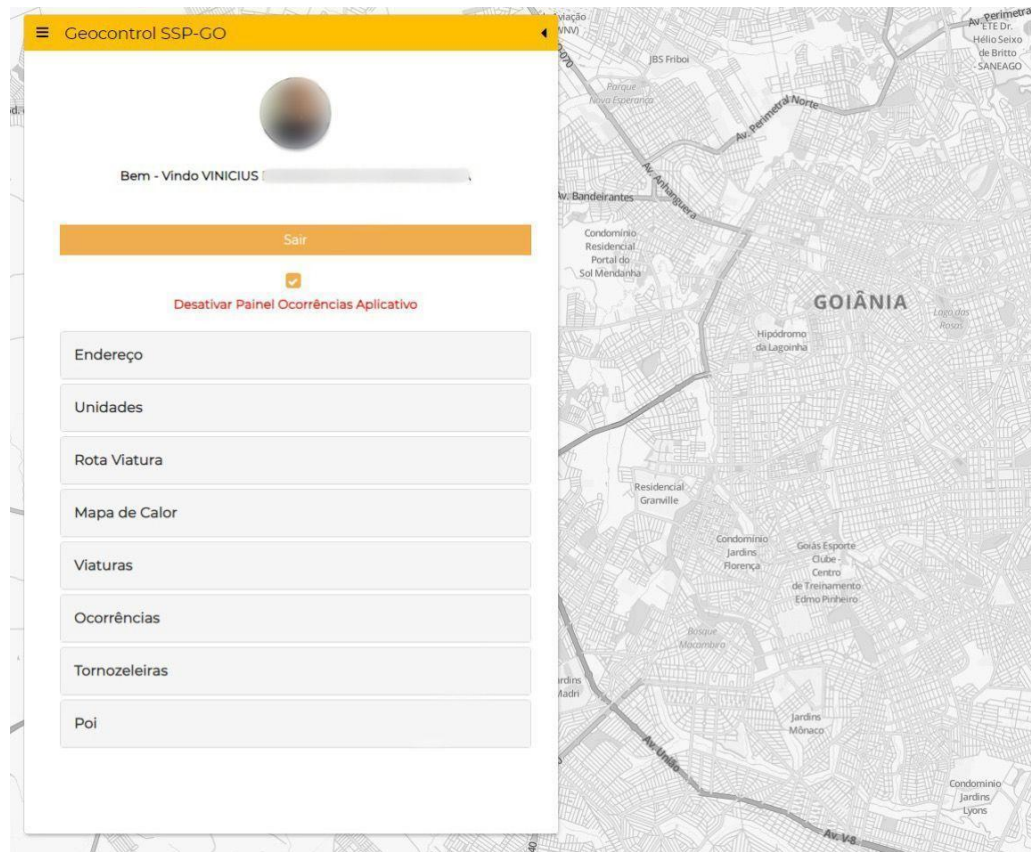 Geocontrol SSP-GO
Bem - Vindo VINICIUS
Sair
Desativar Painel Ocorrências Aplicativo
Endereço
Unidades
Rota Viatura
Mapa de Calor
Viaturas
Ocorrências
Tornozeleiras
Poi
JBS Friboi
Parque
Nova Esperança
Av. Perimetral Norte
Av. Perimetra
ETE Dr.
Hélio Seixo
de Britto
- SANEAGO
Av. Anhanguera
Av. Bandeirantes
Condomínio
Residencial
Portal do
Sol Mendanha
GOIÂNIA
Lago das
Rosas
Hipódromo
da Lagoinha
Residencial
Granville
Condomínio
Jardins
Florença
Goiás Esporte
Clube -
Centro
de Treinamento
Edmo Pinheiro
Bosque
Macambira
Jardins
Mônaco
Av. União
Condomínio
Jardins
Lyons
Av. V-8